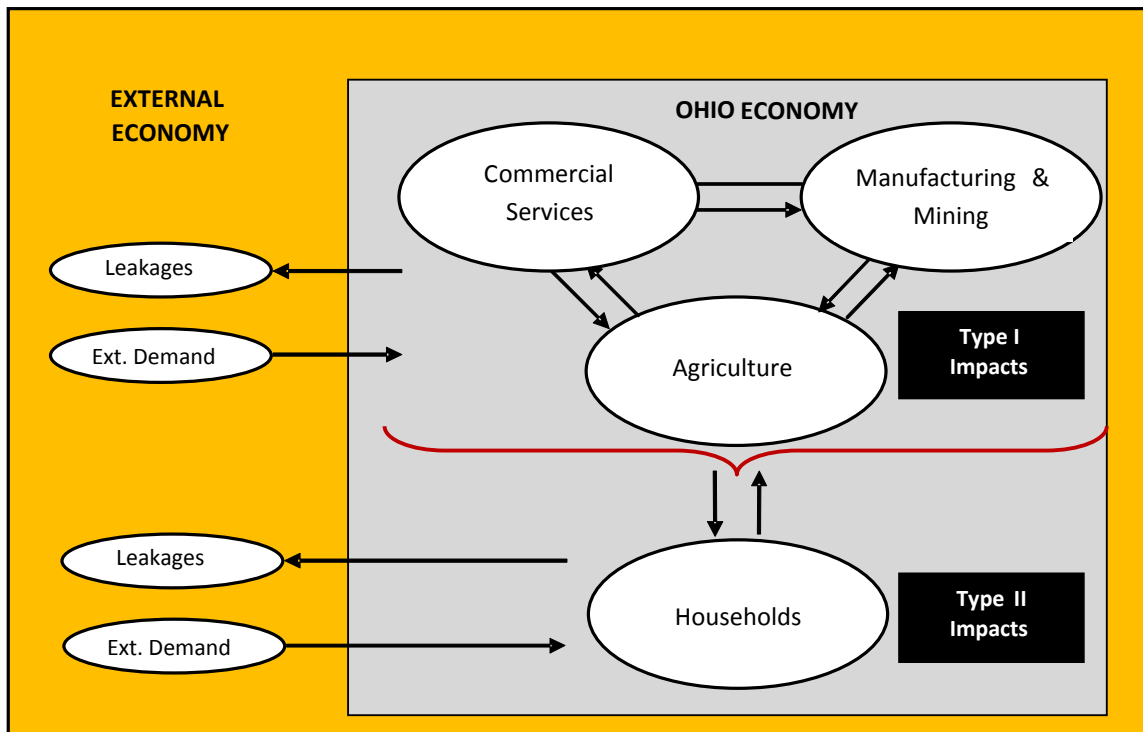 EXTERNAL
ECONOMY
OHIO ECONOMY
Commercial
Services
Manufacturing &
Mining
Leakages
Ext. Demand
Agriculture
Type I
Impacts
Leakages
Ext. Demand
Households
Type II
Impacts